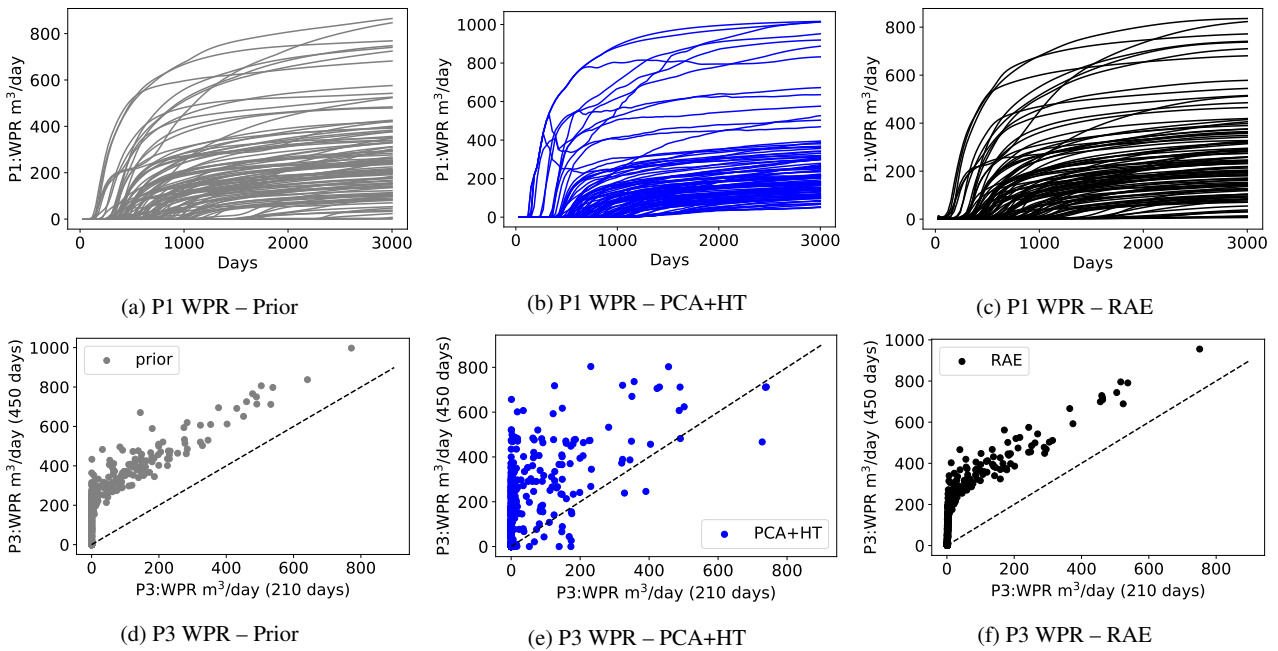 P1:WPR m³/day
800
600
400
200
0
0 1000 2000 3000
Days
(a) P1 WPR – Prior
P1:WPR m³/day
1000
800
600
400
200
0
0 1000 2000 3000
Days
(b) P1 WPR – PCA+HT
P1:WPR m³/day
800
600
400
200
0
0 1000 2000 3000
Days
(c) P1 WPR – RAE
P3:WPR m³/day (450 days)
1000
800
600
400
200
0
prior
0 200 400 600 800
P3:WPR m³/day (210 days)
(d) P3 WPR – Prior
P3:WPR m³/day (450 days)
1000
800
600
400
200
0
PCA+HT
0 200 400 600 800
P3:WPR m³/day (210 days)
(e) P3 WPR – PCA+HT
P3:WPR m³/day (450 days)
1000
800
600
400
200
0
RAE
0 200 400 600 800
P3:WPR m³/day (210 days)
(f) P3 WPR – RAE